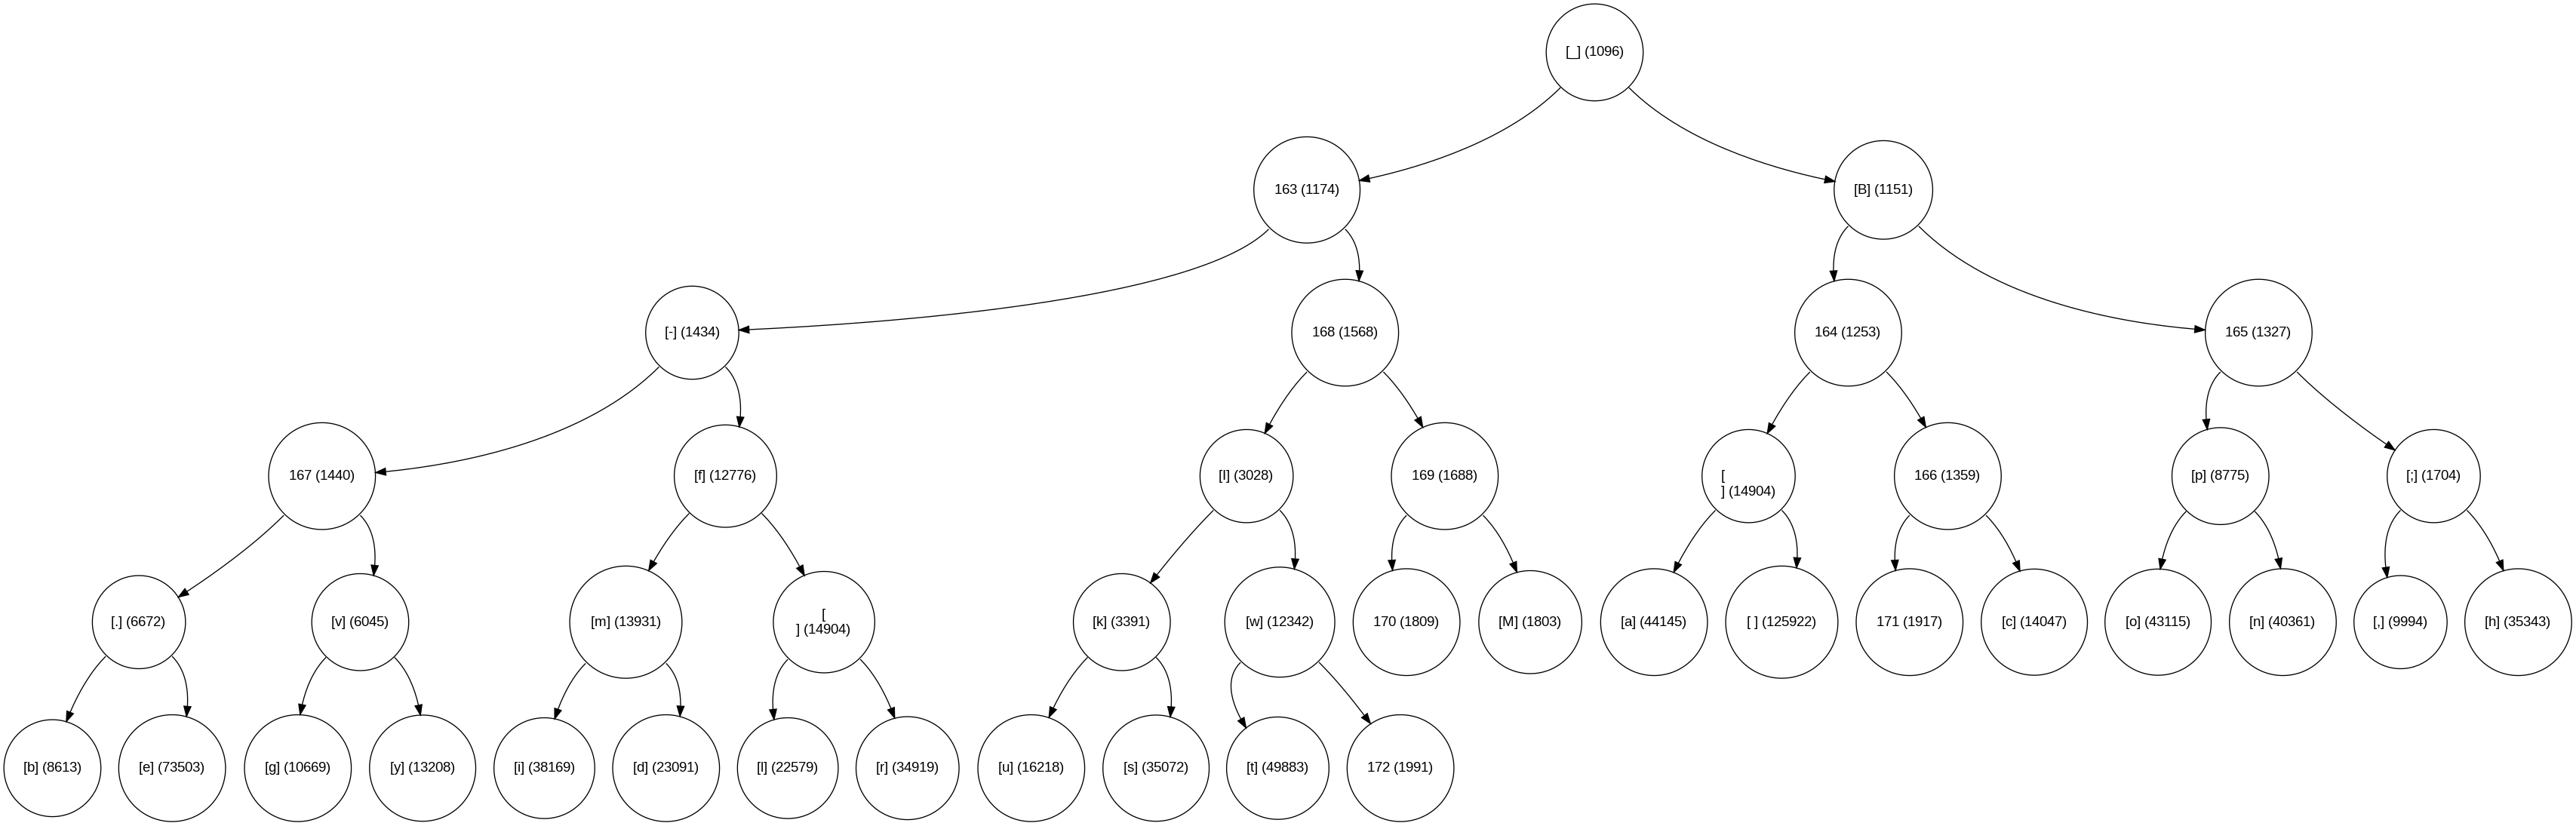 [_] (1096)
163 (1174)
[B] (1151)
[-] (1434)
168 (1568)
164 (1253)
165 (1327)
167 (1440)
[f] (12776)
[I] (3028)
169 (1688)
[
] (14904)
166 (1359)
[p] (8775)
[;] (1704)
[.] (6672)
[v] (6045)
[m] (13931)
[
] (14904)
[k] (3391)
[w] (12342)
170 (1809)
[M] (1803)
[a] (44145)
[ ] (125922)
171 (1917)
[c] (14047)
[o] (43115)
[n] (40361)
[,] (9994)
[h] (35343)
[b] (8613)
[e] (73503)
[g] (10669)
[y] (13208)
[i] (38169)
[d] (23091)
[l] (22579)
[r] (34919)
[u] (16218)
[s] (35072)
[t] (49883)
172 (1991)